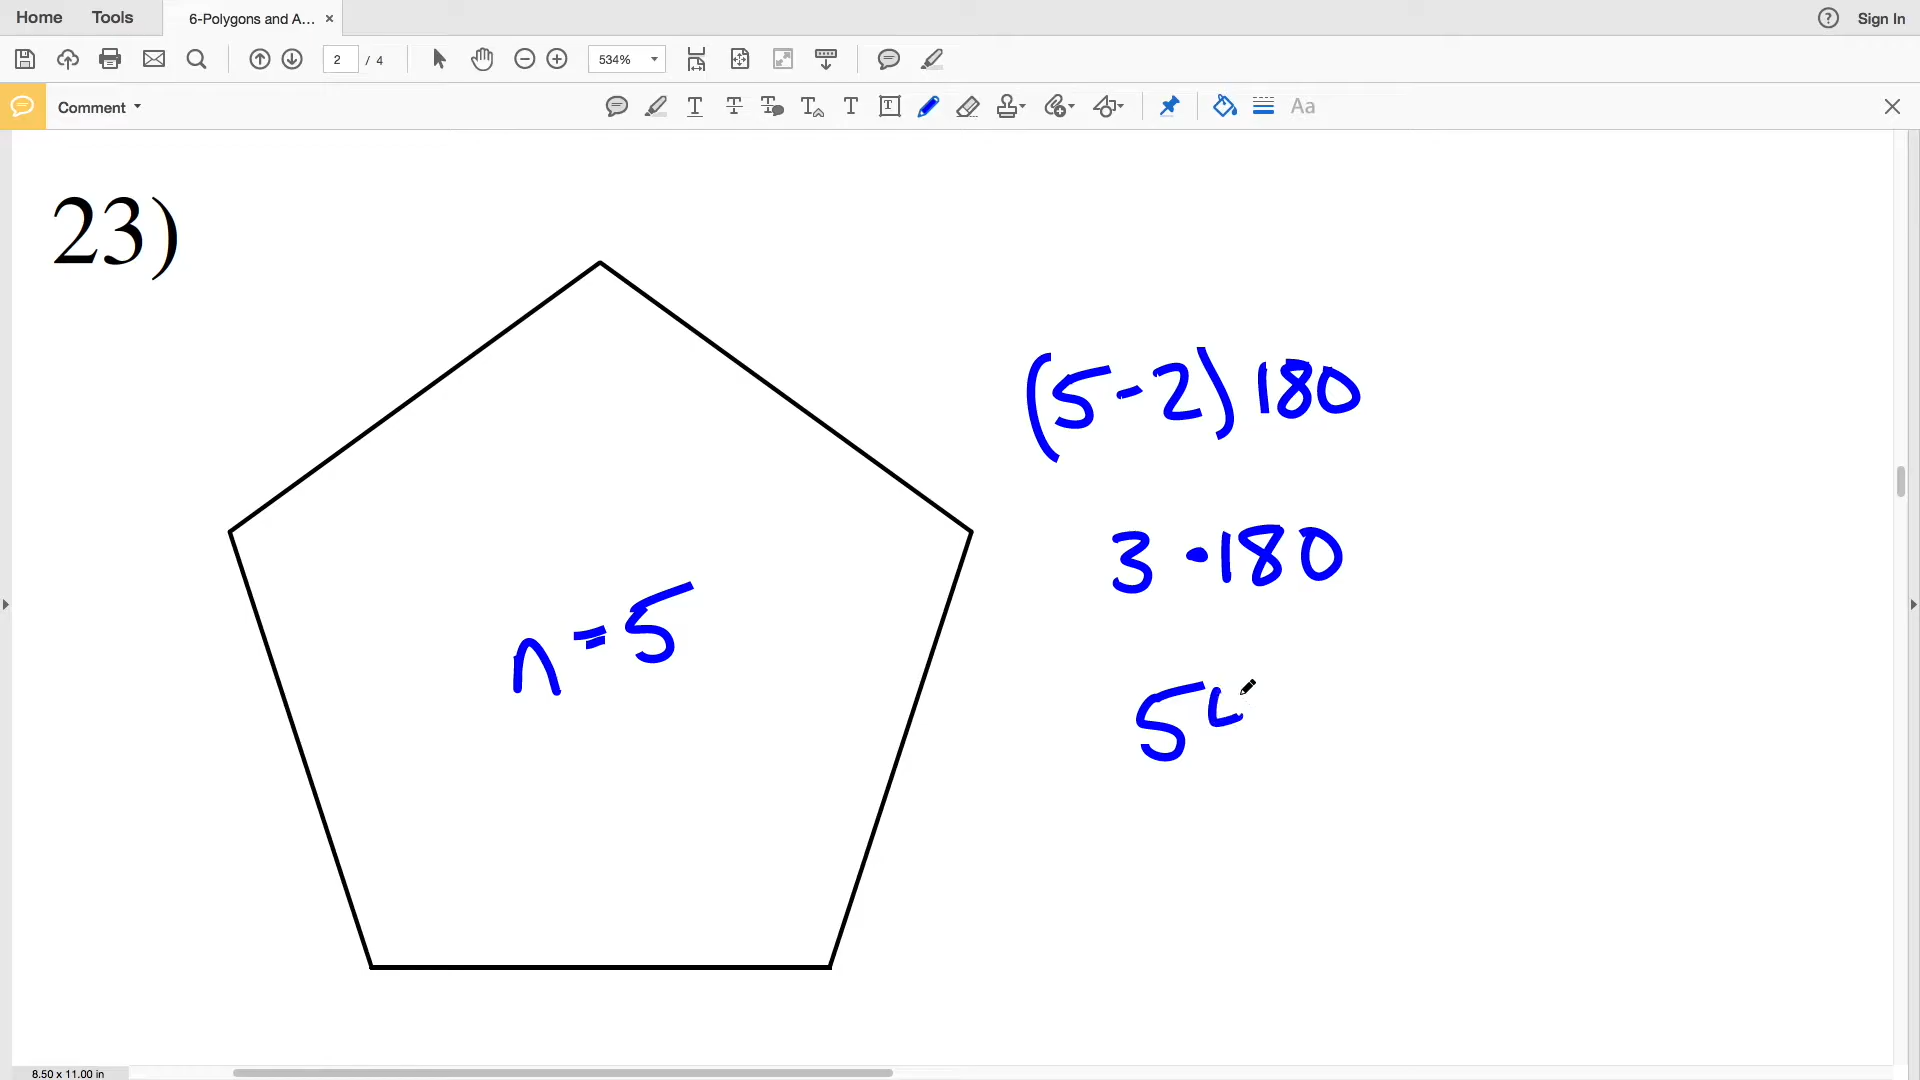 Home Tools 6-Polygons and A... × Sign In
2 / 4 534%
Comment Aa
23)
(5-2) 180
3 · 180
n = 5
8.50 x 11.00 in